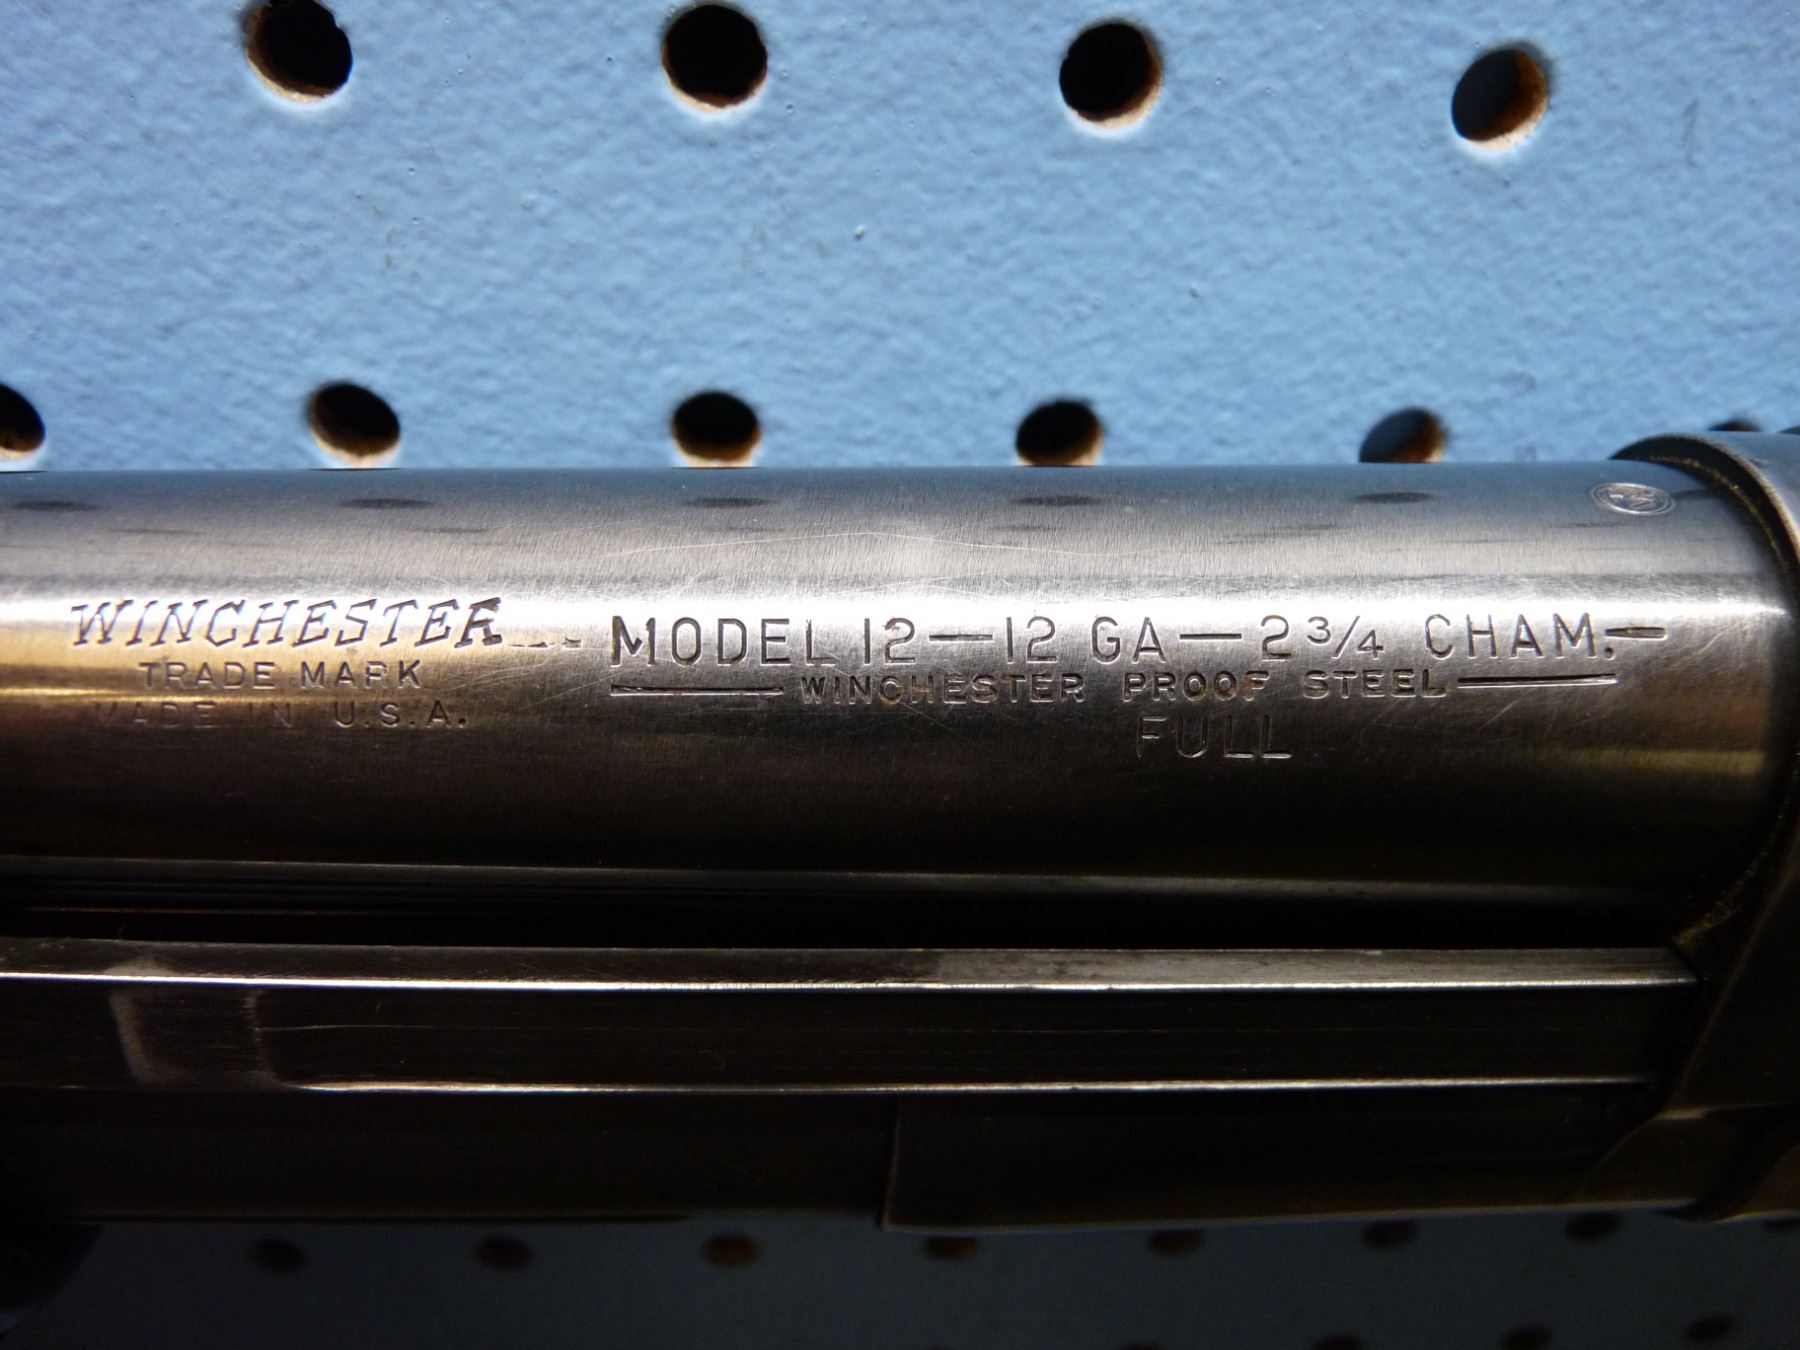 WINCHESTER
TRADE MARK
MADE IN U.S.A.
MODEL 12—12 GA—2 3/4 CHAM.—
WINCHESTER PROOF STEEL
FULL